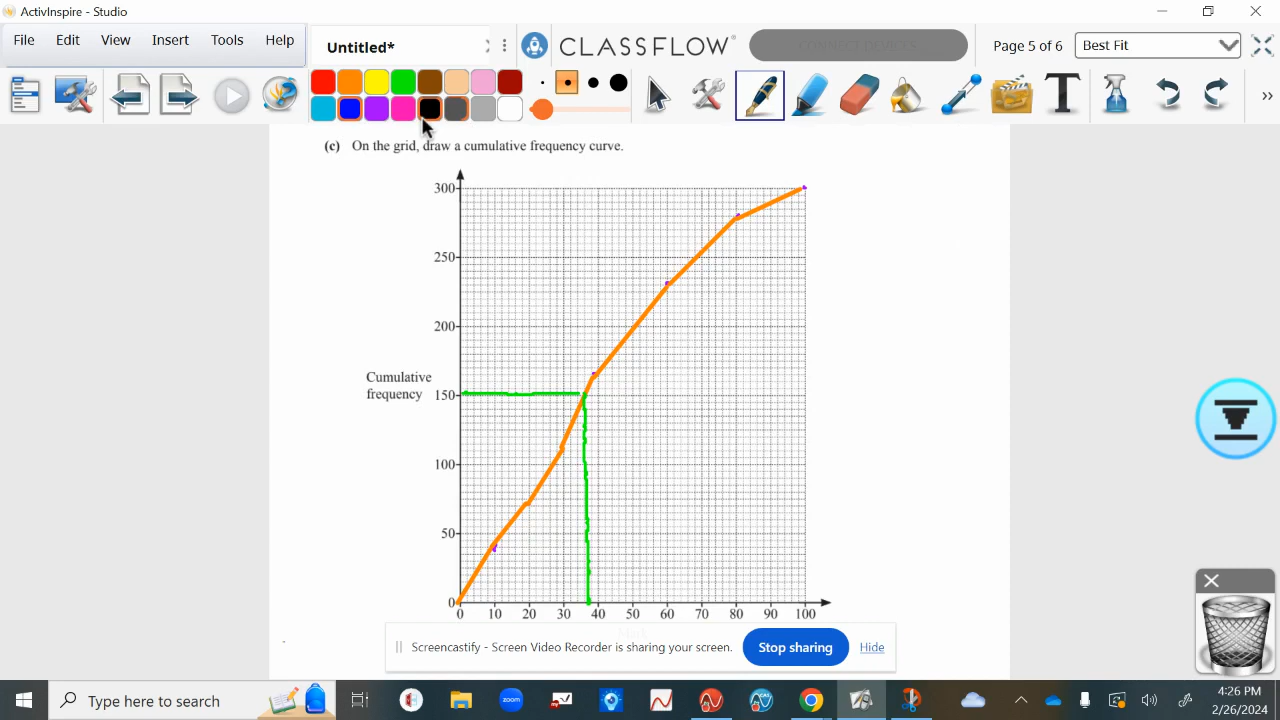 ActivInspire - Studio
File Edit View Insert Tools Help
Untitled*
CLASSFLOW
CONNECT DEVICES
Page 5 of 6
Best Fit
(c) On the grid, draw a cumulative frequency curve.
300
250
200
Cumulative
frequency
150
100
50
0
0 10 20 30 40 50 60 70 80 90 100
Screencastify - Screen Video Recorder is sharing your screen.
Stop sharing
Hide
Type here to search
zoom
4:26 PM
2/26/2024